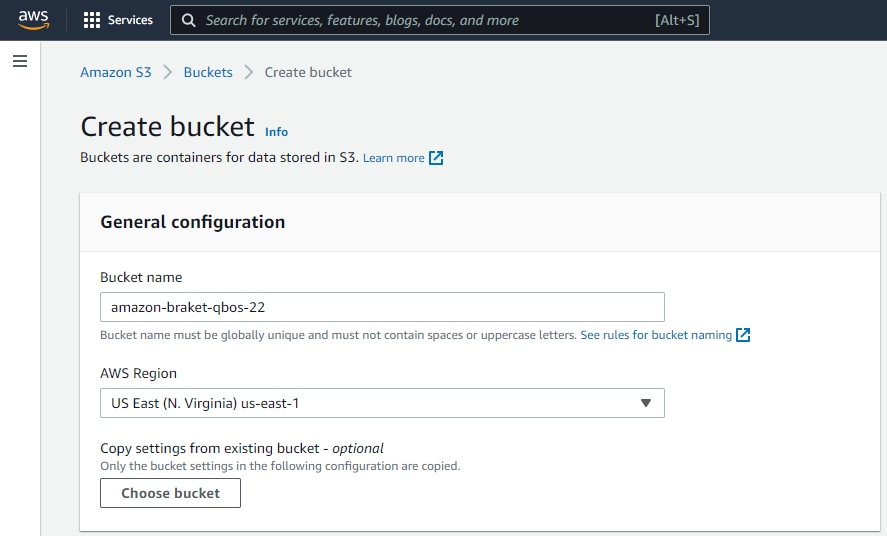 aws
Services
Search for services, features, blogs, docs, and more [Alt+S]
Amazon S3 > Buckets > Create bucket
Create bucket Info
Buckets are containers for data stored in S3. Learn more
General configuration
Bucket name
amazon-braket-qbos-22
Bucket name must be globally unique and must not contain spaces or uppercase letters. See rules for bucket naming
AWS Region
US East (N. Virginia) us-east-1
Copy settings from existing bucket - optional
Only the bucket settings in the following configuration are copied.
Choose bucket